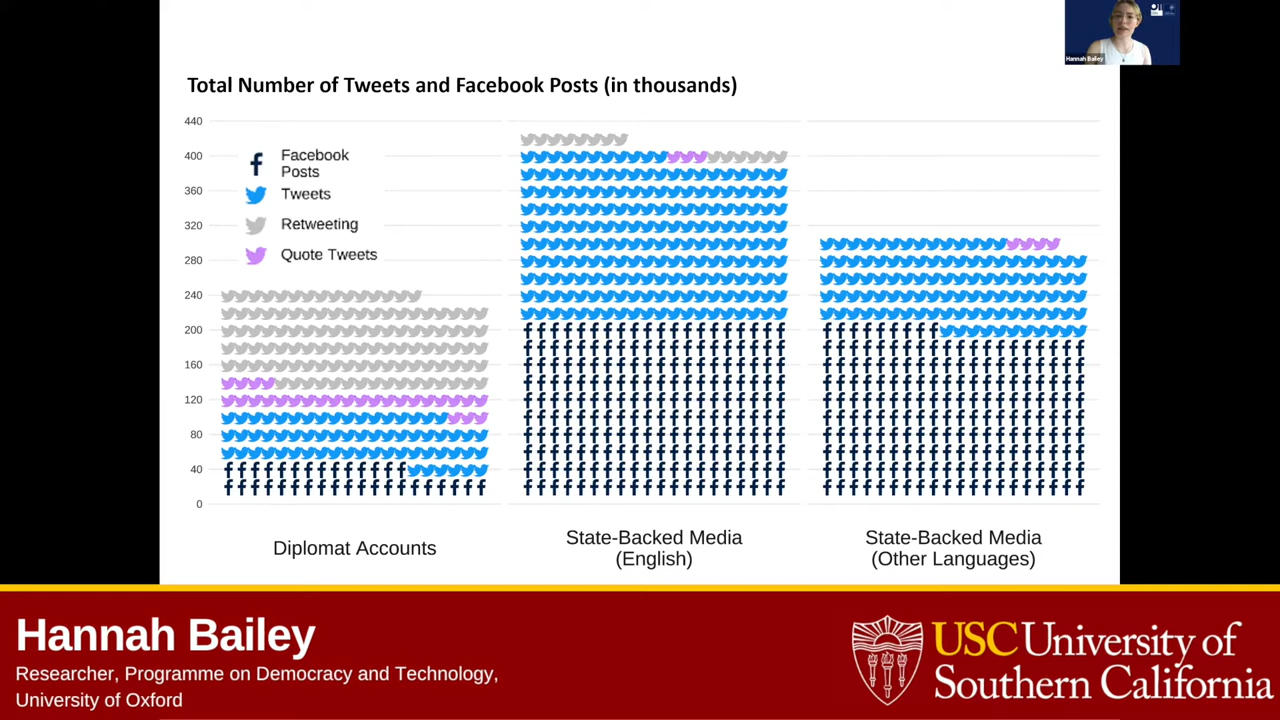 Hannah Bailey
Total Number of Tweets and Facebook Posts (in thousands)
440
400
360
320
280
240
200
160
120
80
40
0
Facebook
Posts
Tweets
Retweeting
Quote Tweets
Diplomat Accounts
State-Backed Media
(English)
State-Backed Media
(Other Languages)
Hannah Bailey
Researcher, Programme on Democracy and Technology,
University of Oxford
USC University of
Southern California